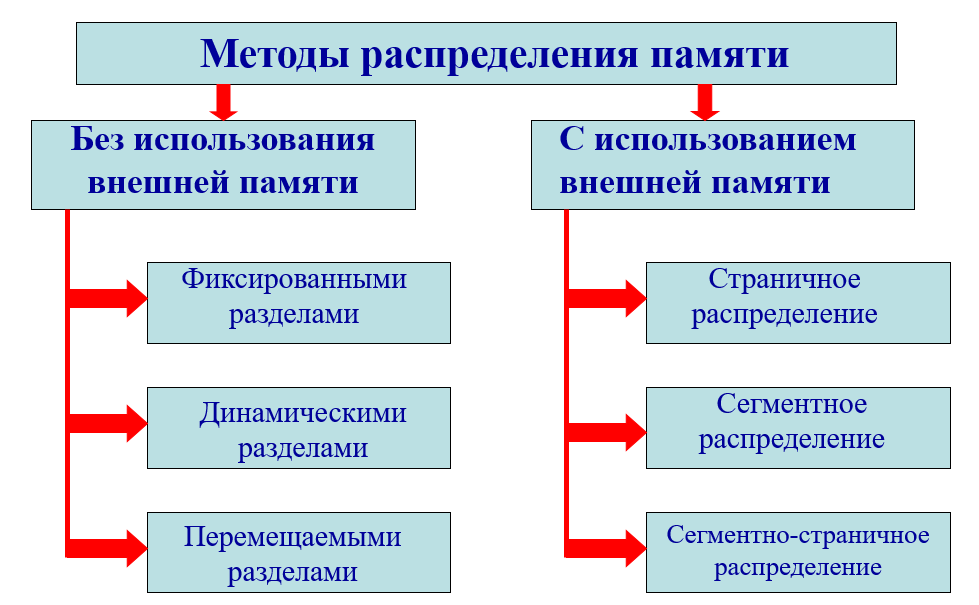 Методы распределения памяти
Без использования
внешней памяти
С использованием
внешней памяти
Фиксированными
разделами
Динамическими
разделами
Перемещаемыми
разделами
Страничное
распределение
Сегментное
распределение
Сегментно-страничное
распределение